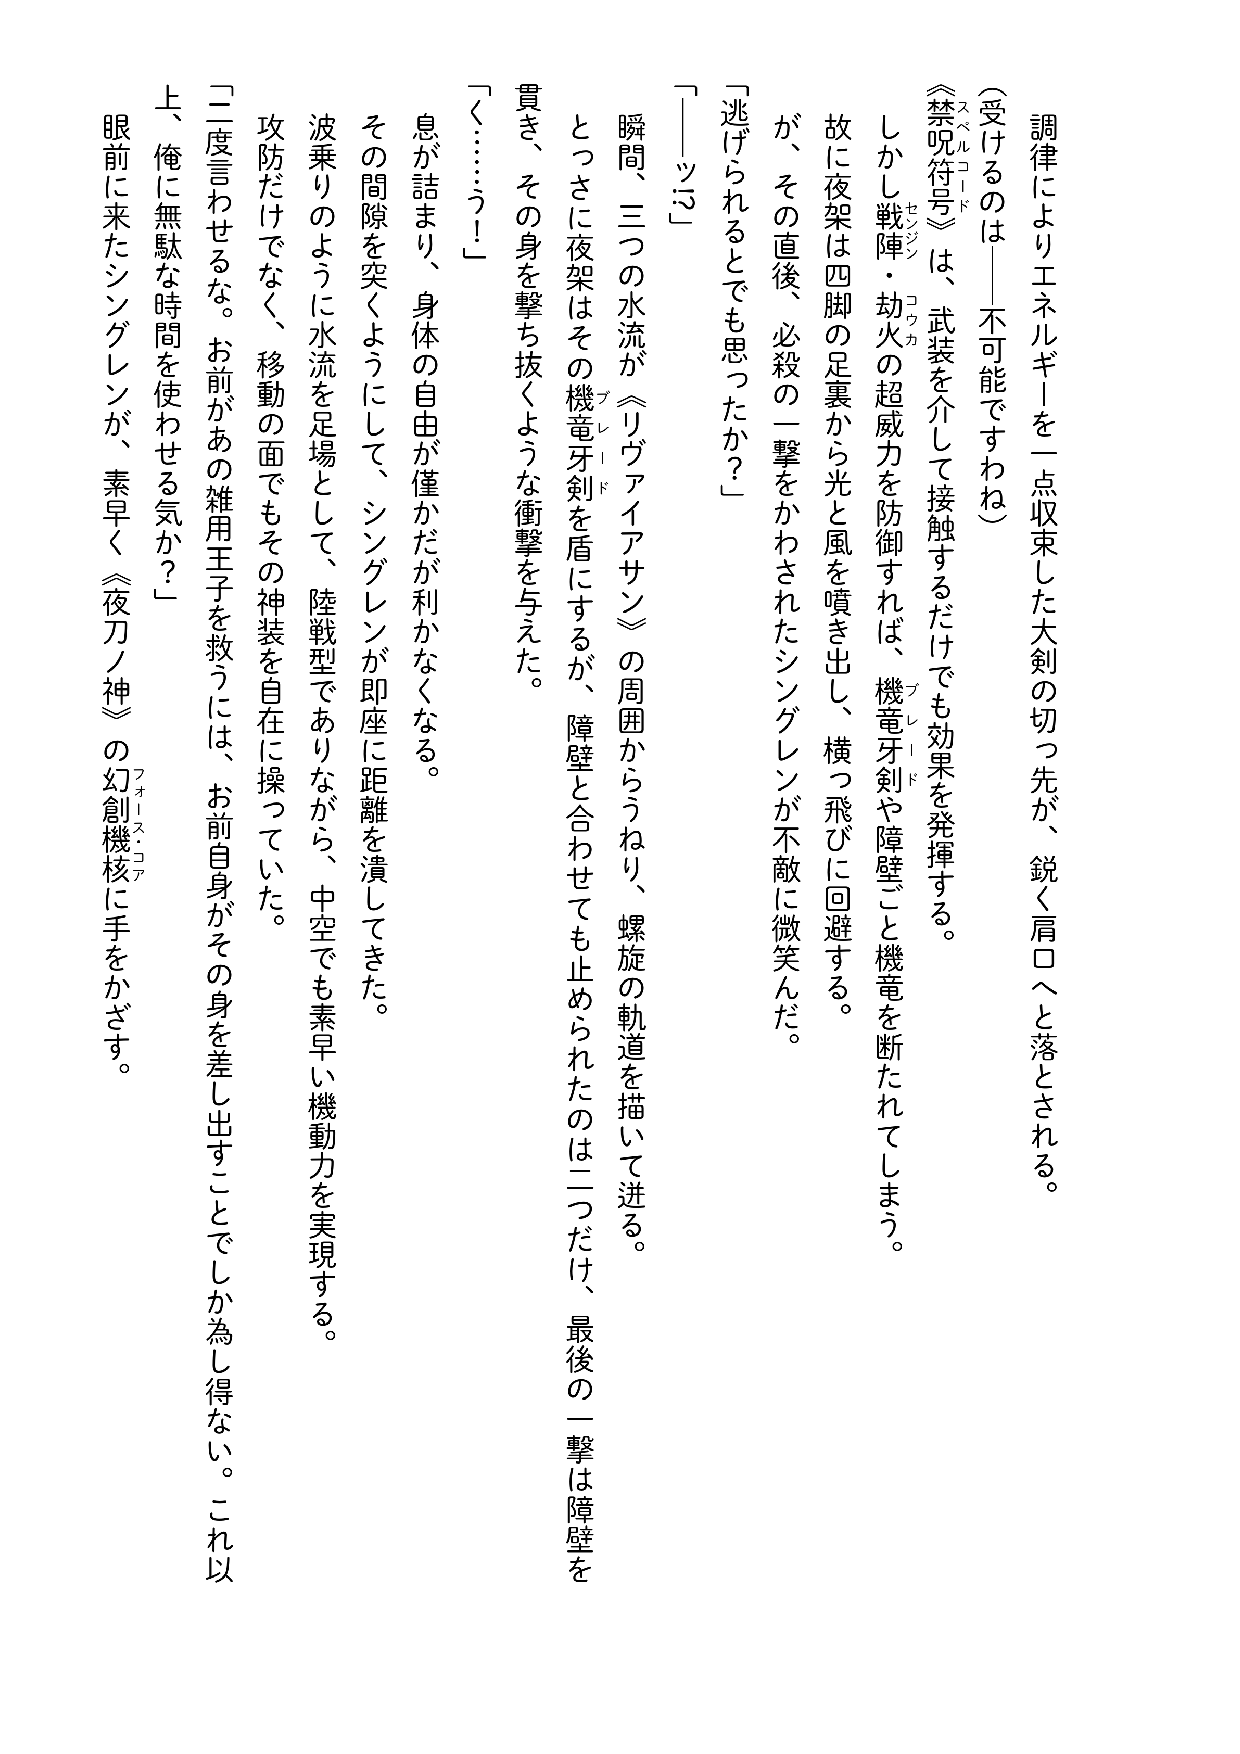 調律によりエネルギーを一点収束した大剣の切っ先が、鋭く肩口へと落とされる。
(受けるのは――不可能ですわね)
《禁呪符号》は、武装を介して接触するだけでも効果を発揮する。
スペルコード
しかし戦陣・劫火の超威力を防御すれば、機竜牙剣や障壁ごと機竜を断たれてしまう。
センジン コウカ ブレード
故に夜架は四脚の足裏から光と風を噴き出し、横っ飛びに回避する。
が、その直後、必殺の一撃をかわされたシングレンが不敵に微笑んだ。
「逃げられるとでも思ったか?」
「――ッ!?」
瞬間、三つの水流が《リヴァイアサン》の周囲からうねり、螺旋の軌道を描いて迸る。
とっさに夜架はその機竜牙剣を盾にするが、障壁と合わせても止められたのは二つだけ、最後の一撃は障壁を
ブレード
貫き、その身を撃ち抜くような衝撃を与えた。
「く……う!」
息が詰まり、身体の自由が僅かだが利かなくなる。
その間隙を突くようにして、シングレンが即座に距離を潰してきた。
波乗りのように水流を足場として、陸戦型でありながら、中空でも素早い機動力を実現する。
攻防だけでなく、移動の面でもその神装を自在に操っていた。
「二度言わせるな。お前があの雑用王子を救うには、お前自身がその身を差し出すことでしか為し得ない。これ以
上、俺に無駄な時間を使わせる気か?」
眼前に来たシングレンが、素早く《夜刀ノ神》の幻創機核に手をかざす。
フォース・コア